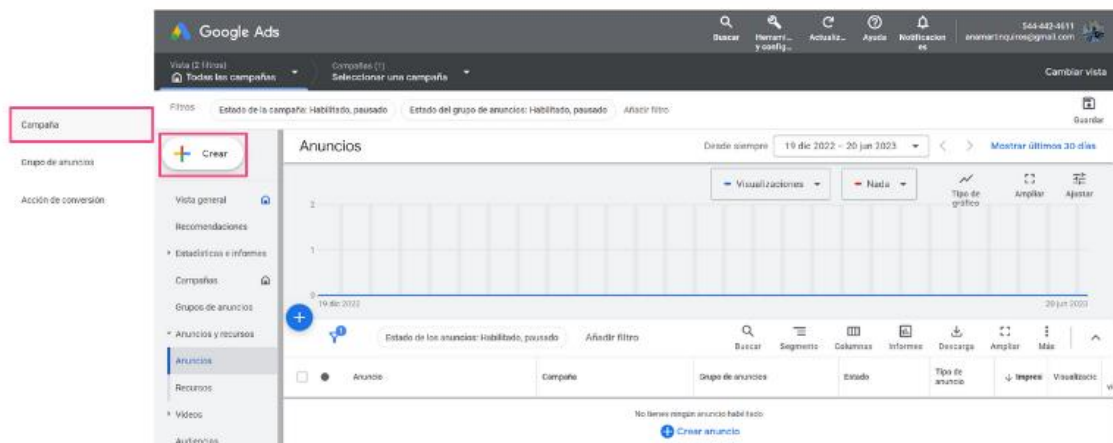 Google Ads
Buscar
Herrami... y config...
Actualiz...
Ayuda
Notificacion es
544-442-4611
Vista (2 filtros)
Todas las campañas
Campañas (1)
Seleccionar una campaña
Cambiar vista
Filtros
Estado de la campaña: Habilitado, pausado
Estado del grupo de anuncios: Habilitado, pausado
Añadir filtro
Guardar
Campaña
Grupo de anuncios
Acción de conversión
Crear
Vista general
Recomendaciones
Estadísticas e informes
Campañas
Grupos de anuncios
Anuncios y recursos
Anuncios
Recursos
Vídeos
Audiencias
Anuncios
Desde siempre
19 dic 2022 – 20 jun 2023
Mostrar últimos 30 días
Visualizaciones
Nada
Tipo de gráfico
Ampliar
Ajustar
2
1
0
19 dic 2022
20 jun 2023
1
Estado de los anuncios: Habilitado, pausado
Añadir filtro
Buscar
Segmento
Columnas
Informes
Descarga
Ampliar
Más
Anuncio
Campaña
Grupo de anuncios
Estado
Tipo de anuncio
Impres
Visualizacic
No tienes ningún anuncio habilitado
Crear anuncio